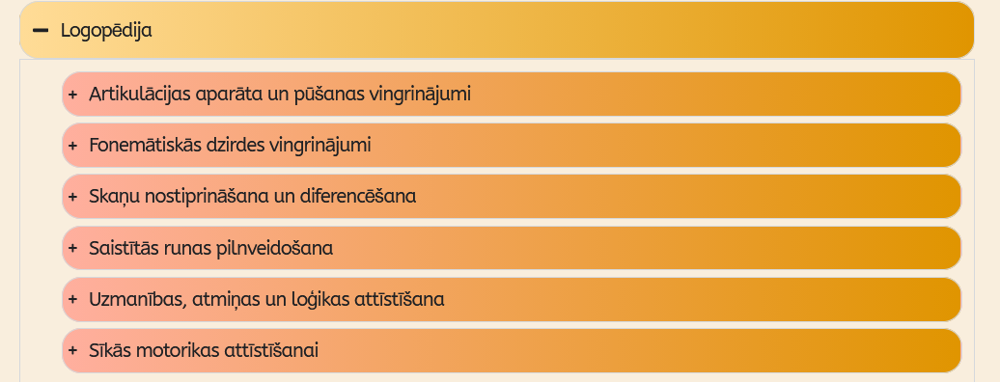 Logopēdija
Artikulācijas aparāta un pūšanas vingrinājumi
Fonemātiskās dzirdes vingrinājumi
Skaņu nostiprināšana un diferencēšana
Saistītās runas pilnveidošana
Uzmanības, atmiņas un loģikas attīstīšana
Sīkās motorikas attīstīšanai